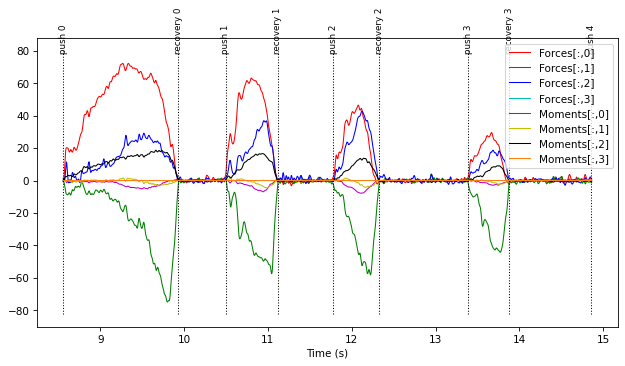 push 0
recovery 0
push 1
recovery 1
push 2
recovery 2
push 3
recovery 3
push 4
Forces[:,0]
Forces[:,1]
Forces[:,2]
Forces[:,3]
Moments[:,0]
Moments[:,1]
Moments[:,2]
Moments[:,3]
80
60
40
20
0
−20
−40
−60
−80
9
10
11
12
13
14
15
Time (s)